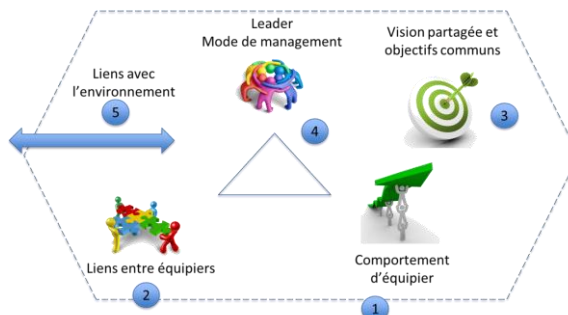 Leader
Mode de management
Vision partagée et
objectifs communs
Liens avec
l'environnement
5
4
3
Liens entre équipiers
2
Comportement
d'équipier
1